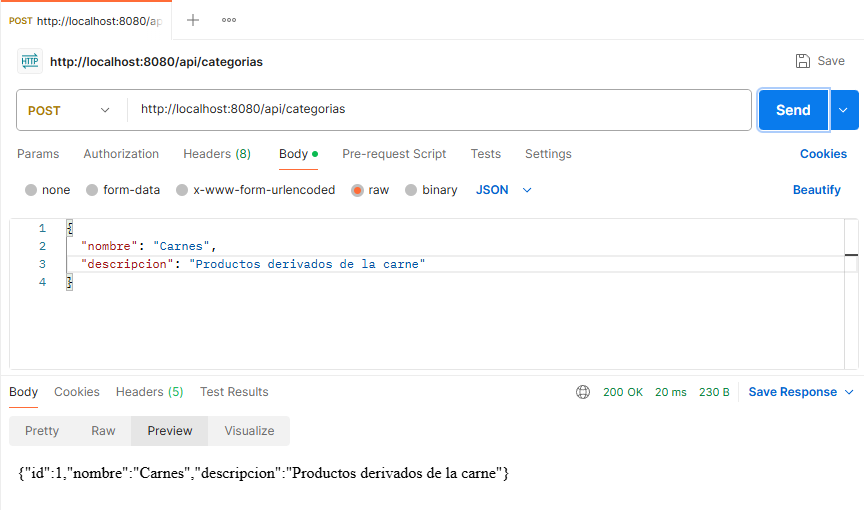 POST http://localhost:8080/ap
HTTP http://localhost:8080/api/categorias Save
POST http://localhost:8080/api/categorias Send
Params Authorization Headers (8) Body Pre-request Script Tests Settings Cookies
none form-data x-www-form-urlencoded raw binary JSON Beautify
1 {
2 "nombre": "Carnes",
3 "descripcion": "Productos derivados de la carne"
4 }
Body Cookies Headers (5) Test Results 200 OK 20 ms 230 B Save Response
Pretty Raw Preview Visualize
{"id":1,"nombre":"Carnes","descripcion":"Productos derivados de la carne"}